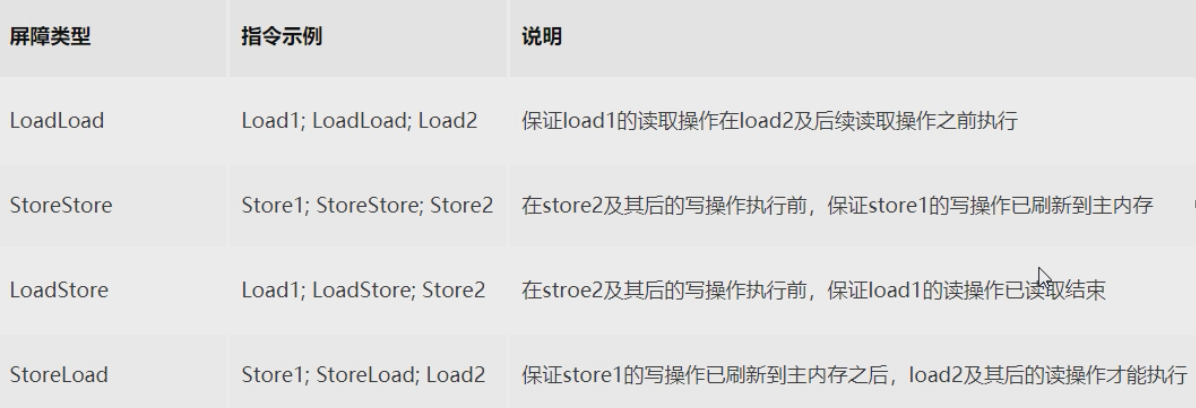 屏障类型 指令示例 说明
LoadLoad Load1; LoadLoad; Load2 保证load1的读取操作在load2及后续读取操作之前执行
StoreStore Store1; StoreStore; Store2 在store2及其后的写操作执行前，保证store1的写操作已刷新到主内存
LoadStore Load1; LoadStore; Store2 在stroe2及其后的写操作执行前，保证load1的读操作已读取结束
StoreLoad Store1; StoreLoad; Load2 保证store1的写操作已刷新到主内存之后，load2及其后的读操作才能执行